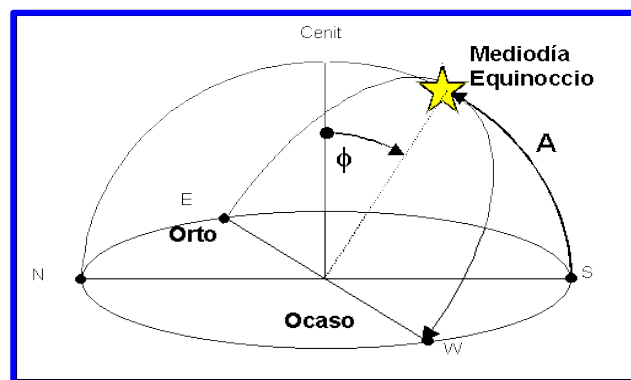 Cenit
Mediodía
Equinoccio
A
ϕ
E
Orto
N
S
Ocaso
W